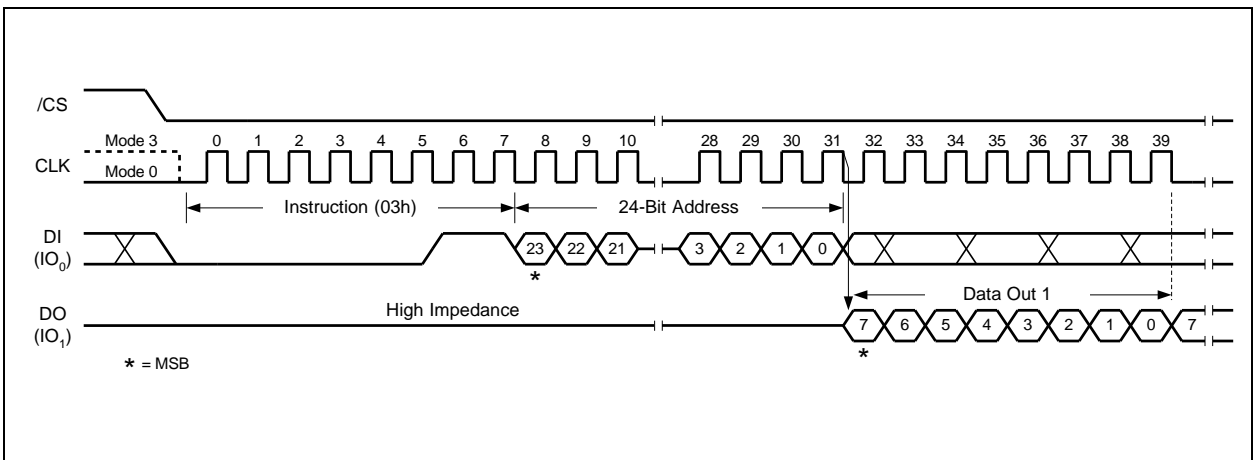 /CS
Mode 3 0 1 2 3 4 5 6 7 8 9 10 28 29 30 31 32 33 34 35 36 37 38 39
CLK
Mode 0
Instruction (03h) 24-Bit Address
DI
(IO0)
23 22 21 3 2 1 0
*
Data Out 1
High Impedance
DO
(IO1)
7 6 5 4 3 2 1 0 7
*
* = MSB